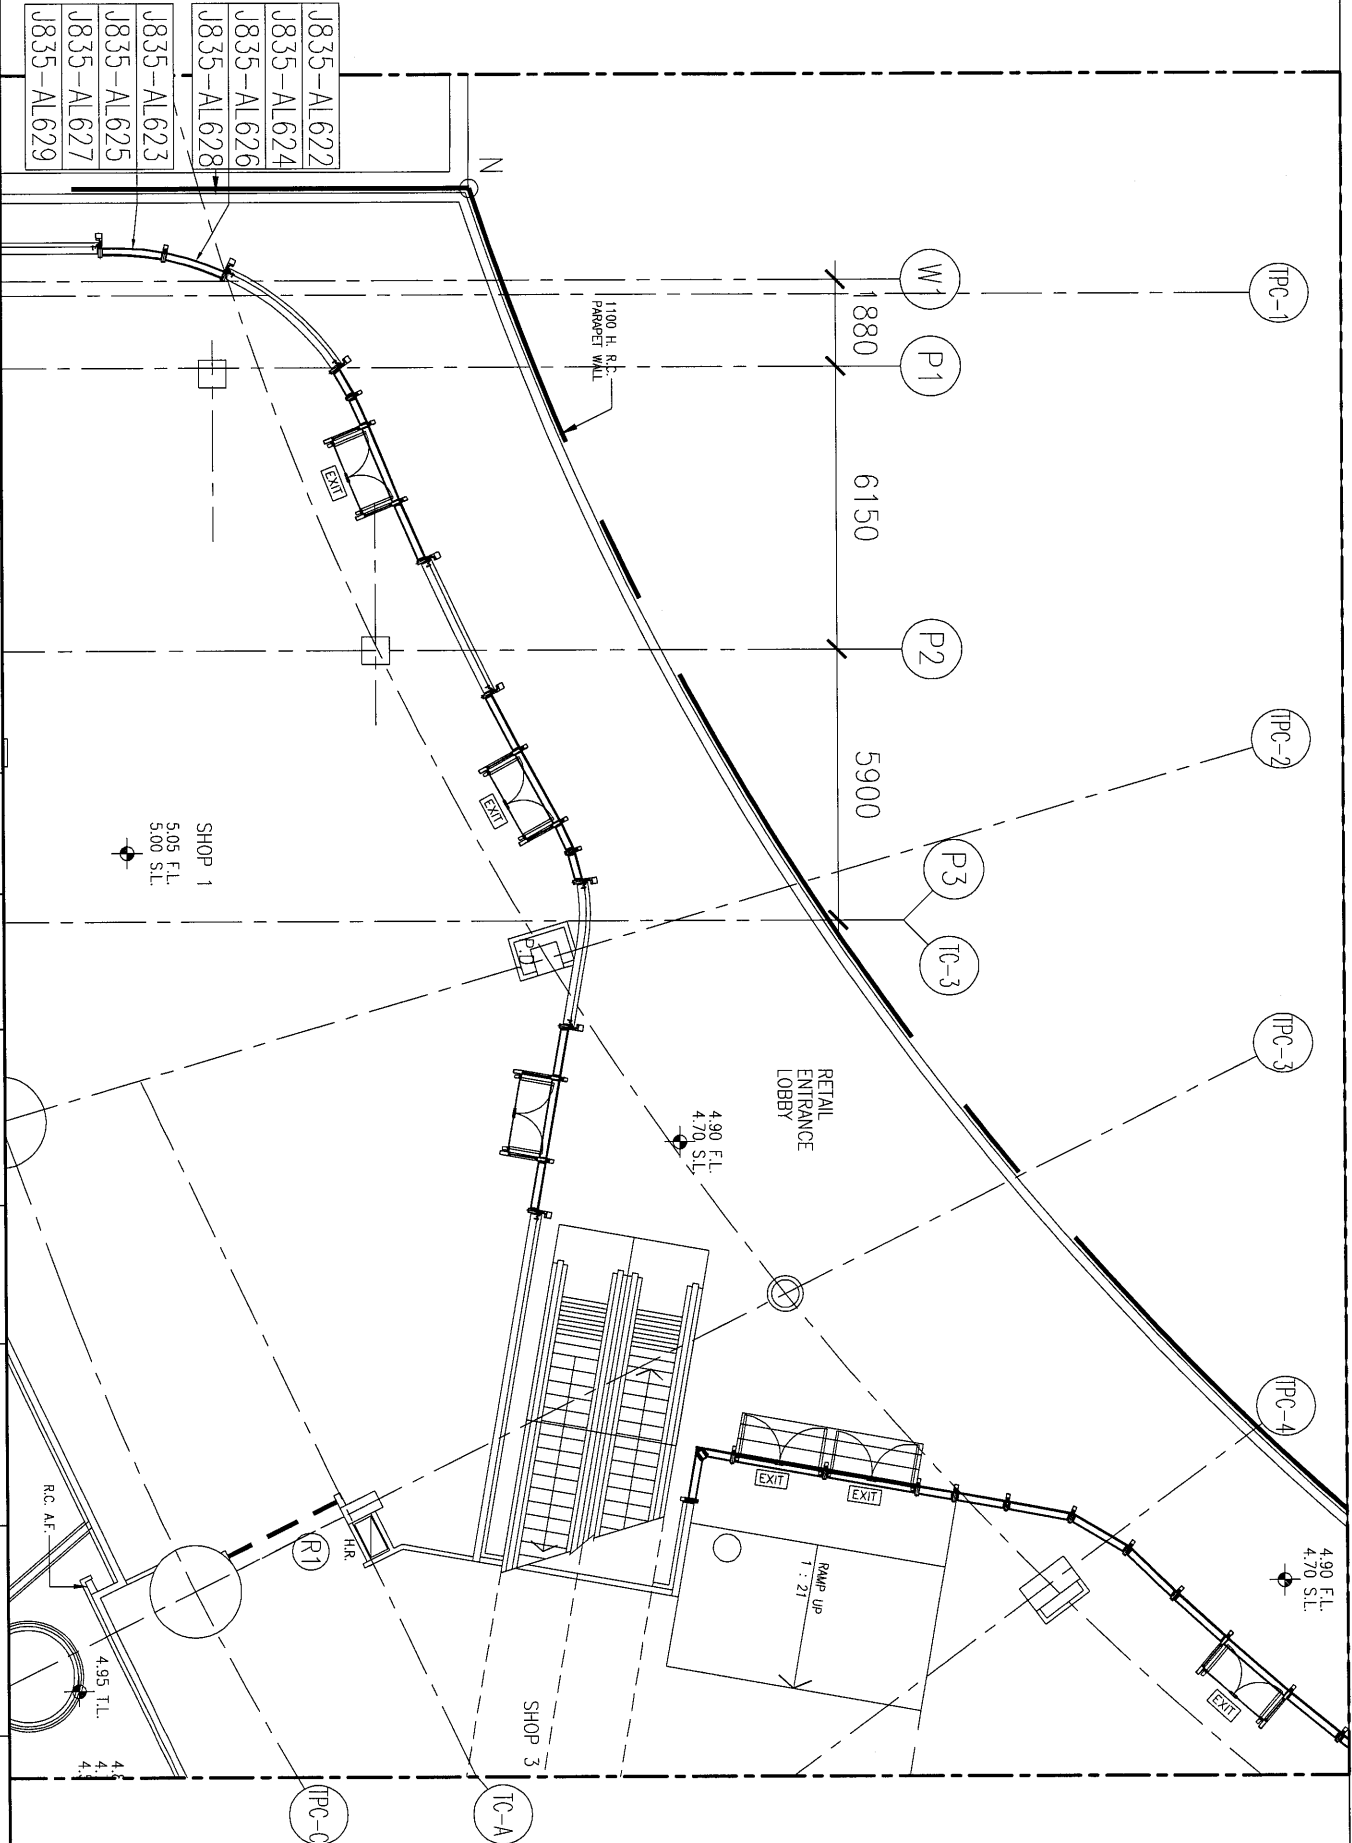 J835-AL622
J835-AL624
J835-AL626
J835-AL628
J835-AL623
J835-AL625
J835-AL627
J835-AL629
N
W1
TPC-1
1880
P1
1100 H. R.C.
PARAPET WALL
6150
EXIT
P2
TPC-2
5900
EXIT
P3
TC-3
SHOP 1
5.05 F.L.
5.00 S.L.
P.D.
TPC-3
RETAIL
ENTRANCE
LOBBY
4.90 F.L.
4.70 S.L.
TPC-4
EXIT
EXIT
4.90 F.L.
4.70 S.L.
RAMP UP
1 : 21
EXIT
R.C. A.F.
H.R.
R1
4.95 T.L.
SHOP 3
TPC-C
TC-A